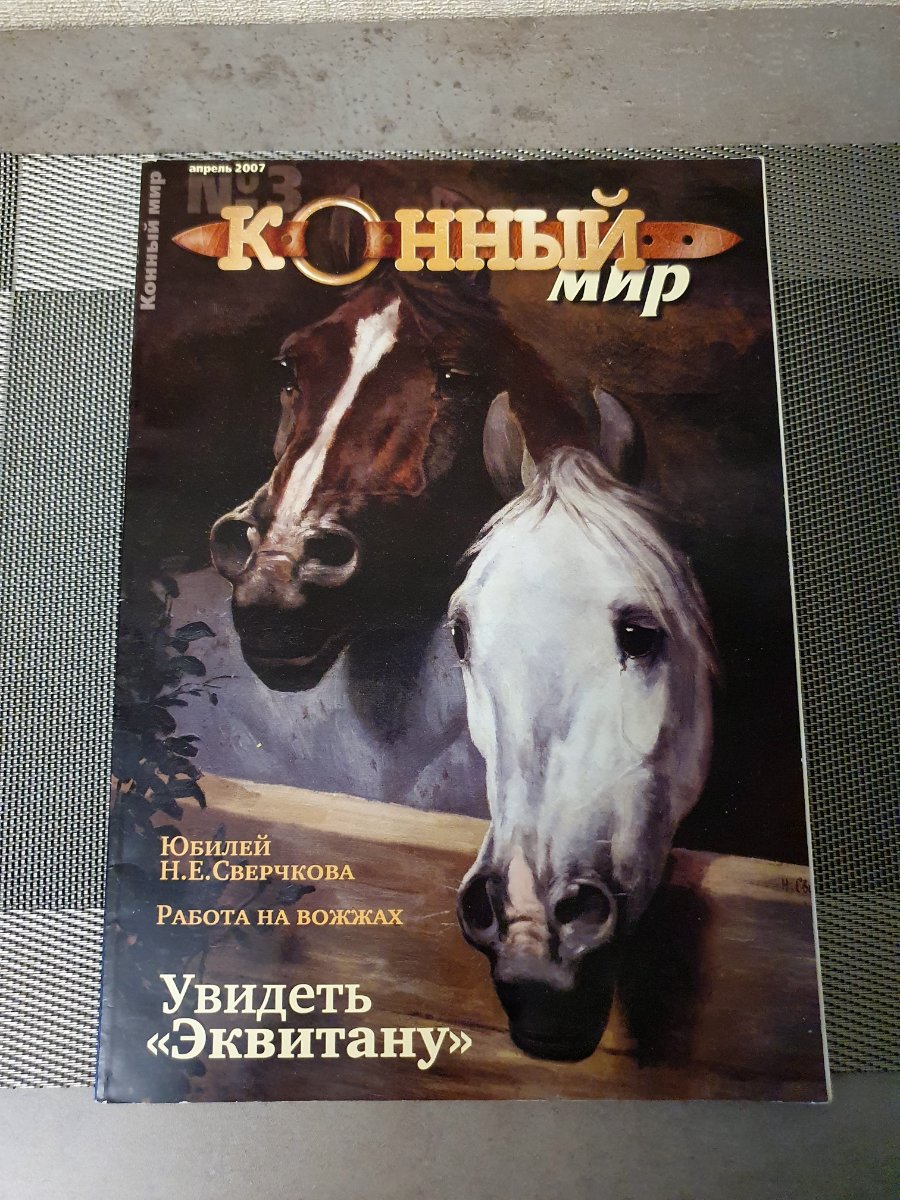 апрель 2007
№3
Конный мир
КОННЫЙ
мир
Юбилей
Н.Е.Сверчкова
Работа на вожжах
Увидеть
«Эквитану»